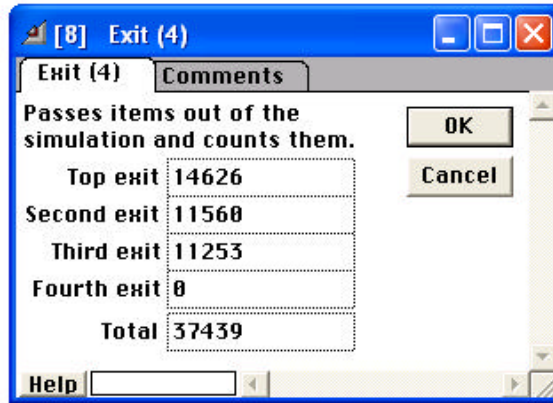 [8] Exit (4)
Exit (4) Comments
Passes items out of the
simulation and counts them.
OK
Cancel
Top exit 14626
Second exit 11560
Third exit 11253
Fourth exit 0
Total 37439
Help